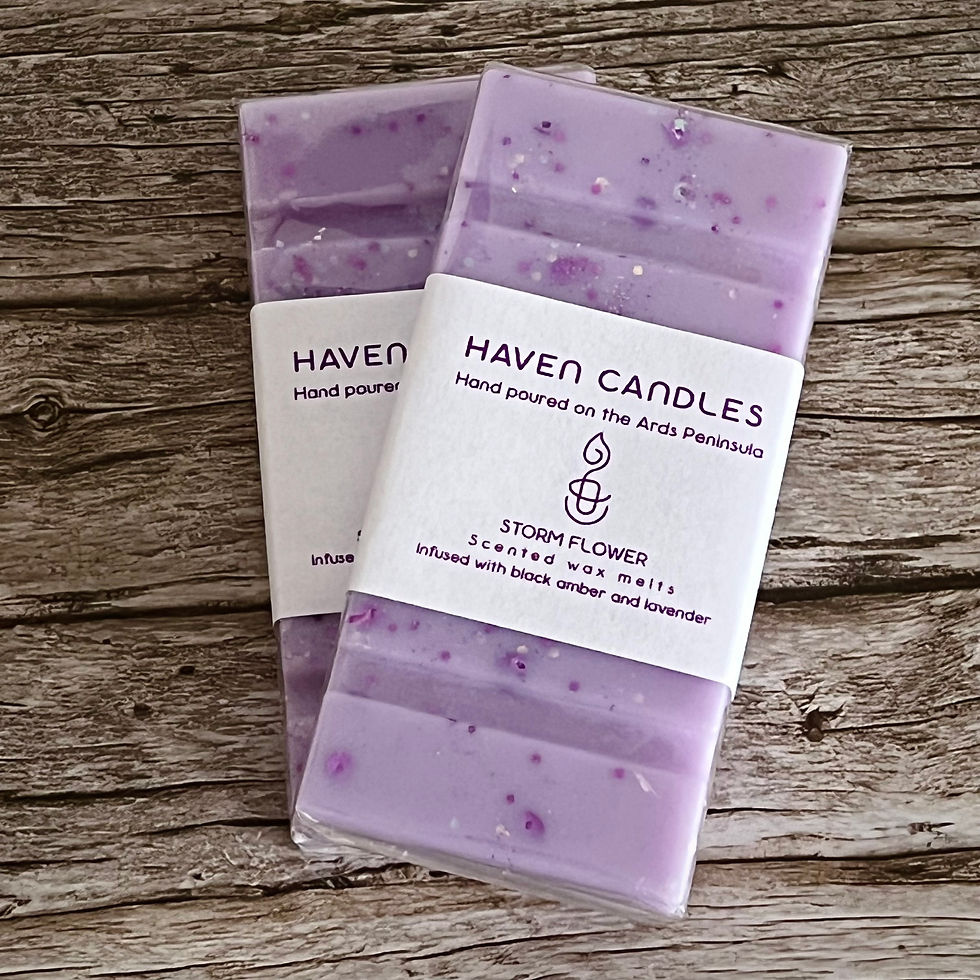 HAVEN
Hand poure
Infuse
HAVEN CANDLES
Hand poured on the Ards Peninsula
STORM FLOWER
Scented wax melts
Infused with black amber and lavender